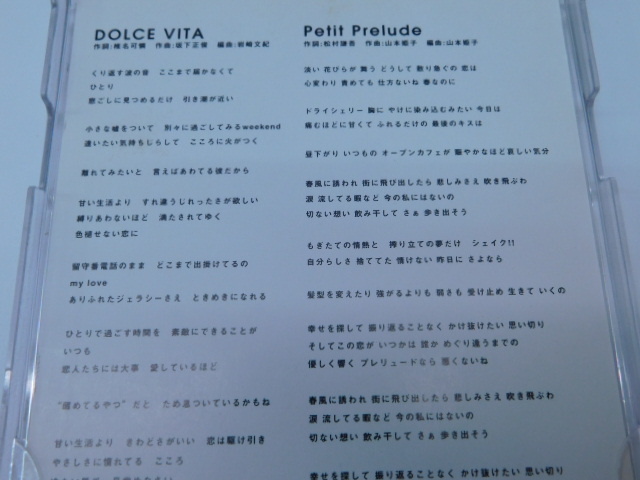 DOLCE VITA
作詞:椎名可憐 作曲:坂下正俊 編曲:岩崎文紀
くり返す波の音 ここまで届かなくて
ひとり
窓ごしに見つめるだけ 引き潮が近い
小さな嘘をついて 別々に過ごしてみるweekend
逢いたい気持ちじらして こころに火がつく
離れてみたいと 言えばあわてる彼だから
甘い生活より すれ違うじれったさが欲しい
縛りあわないほど 満たされてゆく
色褪せない恋に
留守番電話のまま どこまで出掛けてるの
my love
ありふれたジェラシーさえ ときめきになれる
ひとりで過ごす時間を 素敵にできることが
いつも
恋人たちには大事 愛しているほど
"醒めてるやつ" だと ため息ついているかもね
甘い生活より さわどさがいい 恋は駆け引き
やさしさに慣れてる こころ
Petit Prelude
作詞:松村謙吾 作曲:山本姫子 編曲:山本姫子
淡い 花びらが 舞う どうして 散り急ぐの 恋は
心変わり 責めても 仕方ないね 春なのに
ドライシェリー 胸に やけに染み込むみたい 今日は
痛むほどに甘くて ふれるだけの 最後のキスは
昼下がり いつもの オープンカフェが 賑やかなほど哀しい気分
春風に誘われ 街に飛び出したら 悲しみさえ 吹き飛ぶわ
涙 流してる暇など 今の私にはないの
切ない想い 飲み干して さぁ 歩き出そう
もぎたての情熱と 搾り立ての夢だけ シェイク!!
自分らしさ 捨ててた 情けない 昨日に さよなら
髪型を変えたり 強がるよりも 弱さも 受け止め 生きて いくの
幸せを探して 振り返ることなく かけ抜けたい 思い切り
そしてこの恋が いつかは 誰か めぐり逢うまでの
優しく響く プレリュードなら 悪くないね
春風に誘われ 街に飛び出したら 悲しみさえ 吹き飛ぶわ
涙 流してる暇など 今の私にはないの
切ない想い 飲み干して さぁ 歩き出そう
幸せを探して 振り返ることなく かけ抜けたい 思い切り